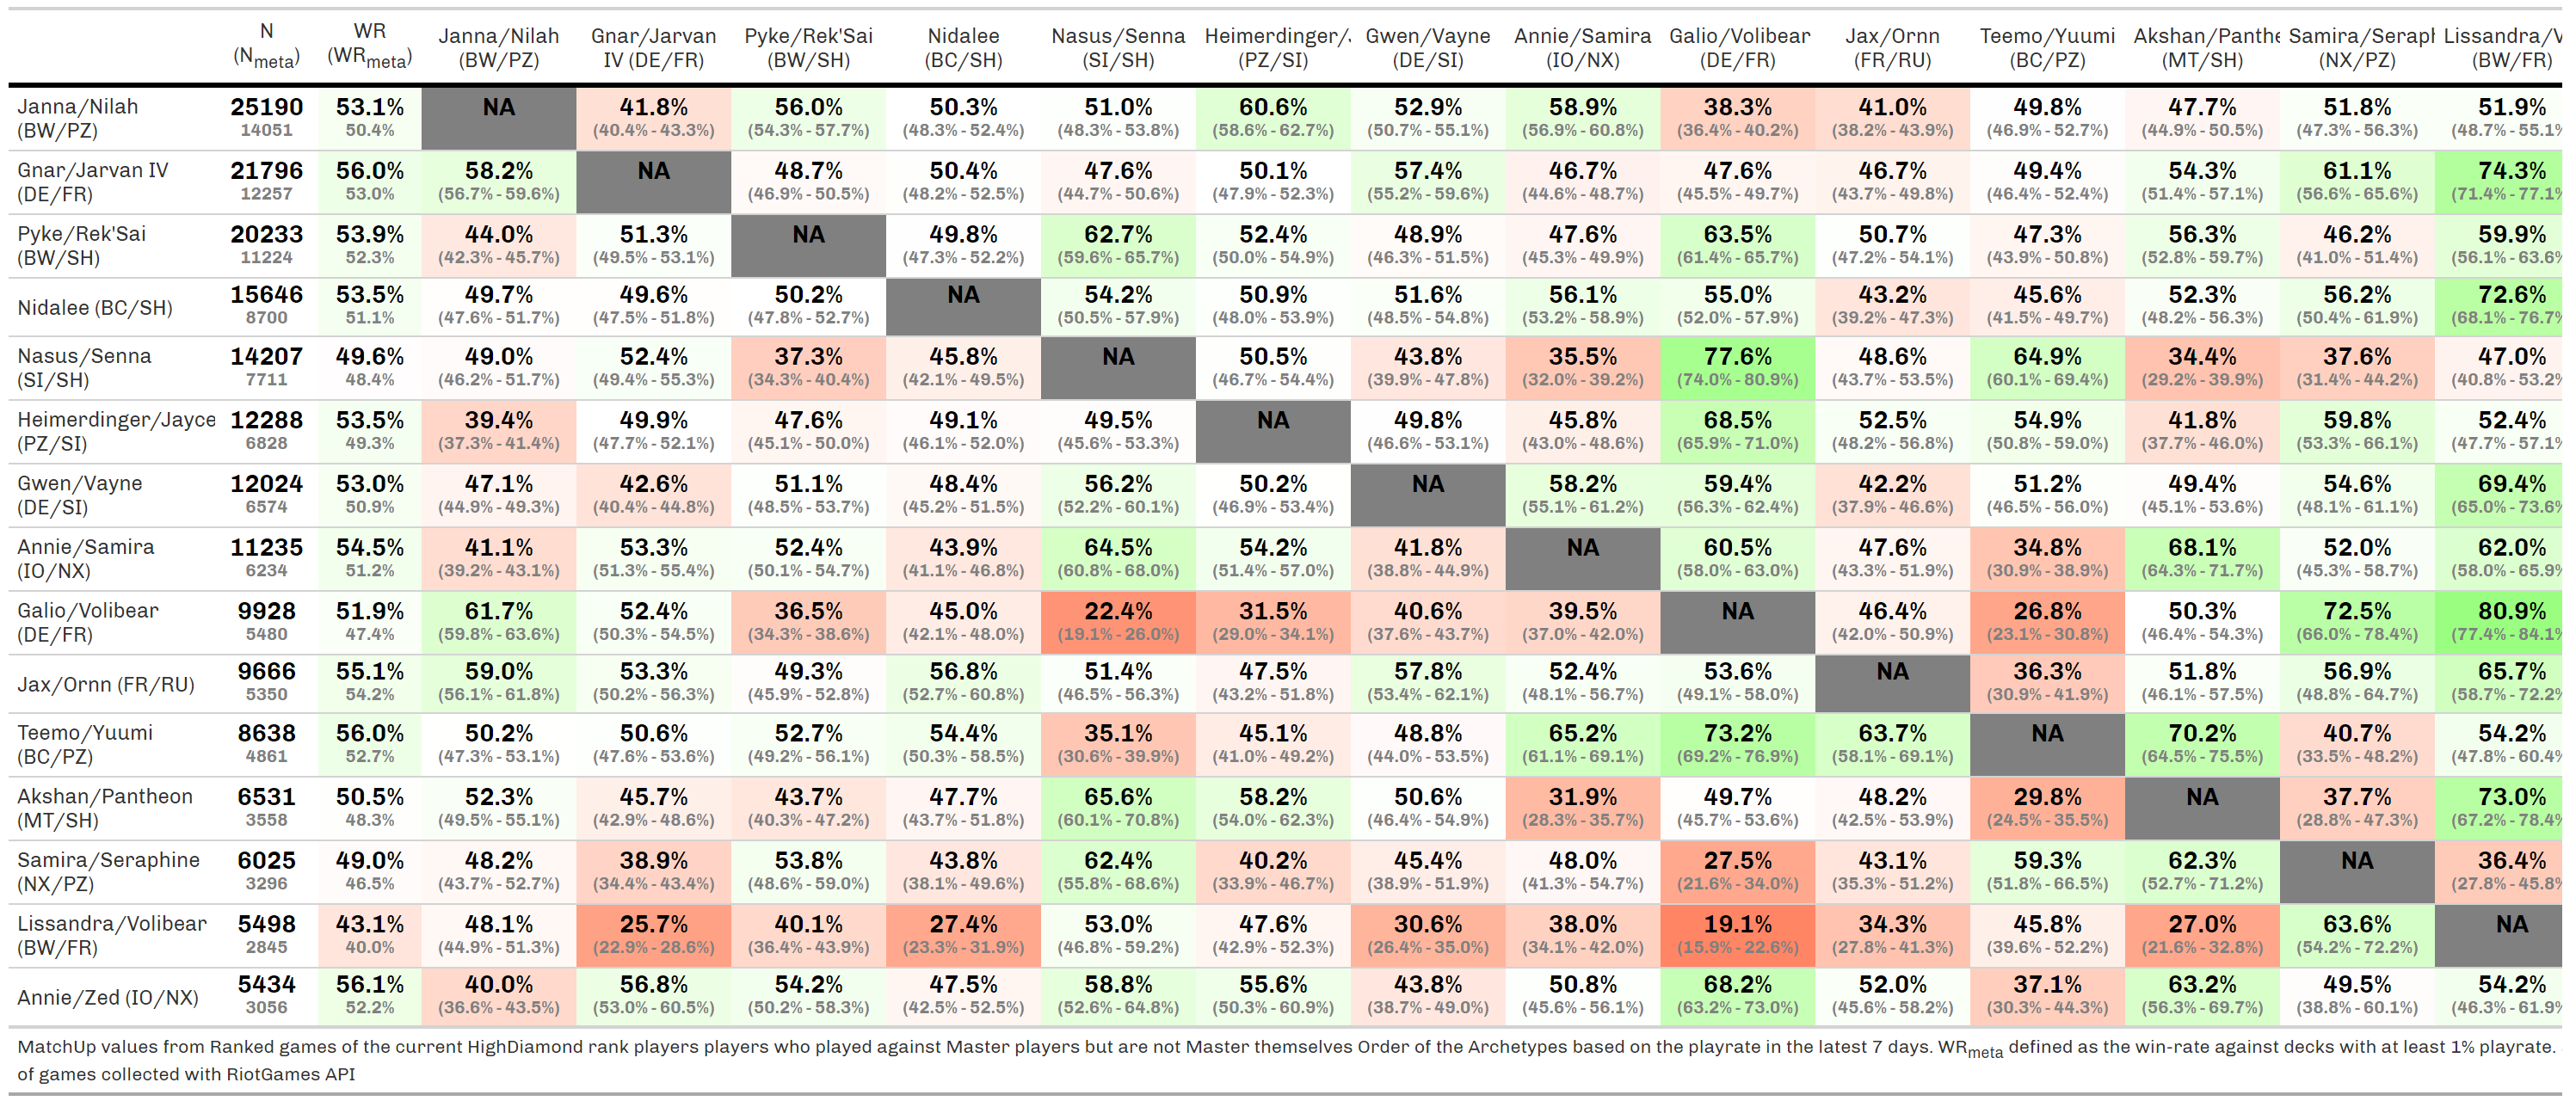 N (Nmeta) WR (WRmeta) Janna/Nilah (BW/PZ) Gnar/Jarvan IV (DE/FR) Pyke/Rek'Sai (BW/SH) Nidalee (BC/SH) Nasus/Senna (SI/SH) Heimerdinger/ (PZ/SI) Gwen/Vayne (DE/SI) Annie/Samira (IO/NX) Galio/Volibear (DE/FR) Jax/Ornn (FR/RU) Teemo/Yuumi (BC/PZ) Akshan/Panthe (MT/SH) Samira/Seraph (NX/PZ) Lissandra/V (BW/FR)
Janna/Nilah 25190 53.1% NA 41.8% 56.0% 50.3% 51.0% 60.6% 52.9% 58.9% 38.3% 41.0% 49.8% 47.7% 51.8% 51.9%
(BW/PZ) 14051 50.4% (40.4% - 43.3%) (54.3% - 57.7%) (48.3% - 52.4%) (48.3% - 53.8%) (58.6% - 62.7%) (50.7% - 55.1%) (56.9% - 60.8%) (36.4% - 40.2%) (38.2% - 43.9%) (46.9% - 52.7%) (44.9% - 50.5%) (47.3% - 56.3%) (48.7% - 55.1%
Gnar/Jarvan IV 21796 56.0% 58.2% NA 48.7% 50.4% 47.6% 50.1% 57.4% 46.7% 47.6% 46.7% 49.4% 54.3% 61.1% 74.3%
(DE/FR) 12257 53.0% (56.7% - 59.6%) (46.9% - 50.5%) (48.2% - 52.5%) (44.7% - 50.6%) (47.9% - 52.3%) (55.2% - 59.6%) (44.6% - 48.7%) (45.5% - 49.7%) (43.7% - 49.8%) (46.4% - 52.4%) (51.4% - 57.1%) (56.6% - 65.6%) (71.4% - 77.1%
Pyke/Rek'Sai 20233 53.9% 44.0% 51.3% NA 49.8% 62.7% 52.4% 48.9% 47.6% 63.5% 50.7% 47.3% 56.3% 46.2% 59.9%
(BW/SH) 11224 52.3% (42.3% - 45.7%) (49.5% - 53.1%) (47.3% - 52.2%) (59.6% - 65.7%) (50.0% - 54.9%) (46.3% - 51.5%) (45.3% - 49.9%) (61.4% - 65.7%) (47.2% - 54.1%) (43.9% - 50.8%) (52.8% - 59.7%) (41.0% - 51.4%) (56.1% - 63.6%
Nidalee (BC/SH) 15646 53.5% 49.7% 49.6% 50.2% NA 54.2% 50.9% 51.6% 56.1% 55.0% 43.2% 45.6% 52.3% 56.2% 72.6%
8700 51.1% (47.6% - 51.7%) (47.5% - 51.8%) (47.8% - 52.7%) (50.5% - 57.9%) (48.0% - 53.9%) (48.5% - 54.8%) (53.2% - 58.9%) (52.0% - 57.9%) (39.2% - 47.3%) (41.5% - 49.7%) (48.2% - 56.3%) (50.4% - 61.9%) (68.1% - 76.7%
Nasus/Senna 14207 49.6% 49.0% 52.4% 37.3% 45.8% NA 50.5% 43.8% 35.5% 77.6% 48.6% 64.9% 34.4% 37.6% 47.0%
(SI/SH) 7711 48.4% (46.2% - 51.7%) (49.4% - 55.3%) (34.3% - 40.4%) (42.1% - 49.5%) (46.7% - 54.4%) (39.9% - 47.8%) (32.0% - 39.2%) (74.0% - 80.9%) (43.7% - 53.5%) (60.1% - 69.4%) (29.2% - 39.9%) (31.4% - 44.2%) (40.8% - 53.2%
Heimerdinger/Jayce 12288 53.5% 39.4% 49.9% 47.6% 49.1% 49.5% NA 49.8% 45.8% 68.5% 52.5% 54.9% 41.8% 59.8% 52.4%
(PZ/SI) 6828 49.3% (37.3% - 41.4%) (47.7% - 52.1%) (45.1% - 50.0%) (46.1% - 52.0%) (45.6% - 53.3%) (46.6% - 53.1%) (43.0% - 48.6%) (65.9% - 71.0%) (48.2% - 56.8%) (50.8% - 59.0%) (37.7% - 46.0%) (53.3% - 66.1%) (47.7% - 57.1%
Gwen/Vayne 12024 53.0% 47.1% 42.6% 51.1% 48.4% 56.2% 50.2% NA 58.2% 59.4% 42.2% 51.2% 49.4% 54.6% 69.4%
(DE/SI) 6574 50.9% (44.9% - 49.3%) (40.4% - 44.8%) (48.5% - 53.7%) (45.2% - 51.5%) (52.2% - 60.1%) (46.9% - 53.4%) (55.1% - 61.2%) (56.3% - 62.4%) (37.9% - 46.6%) (46.5% - 56.0%) (45.1% - 53.6%) (48.1% - 61.1%) (65.0% - 73.6%
Annie/Samira 11235 54.5% 41.1% 53.3% 52.4% 43.9% 64.5% 54.2% 41.8% NA 60.5% 47.6% 34.8% 68.1% 52.0% 62.0%
(IO/NX) 6234 51.2% (39.2% - 43.1%) (51.3% - 55.4%) (50.1% - 54.7%) (41.1% - 46.8%) (60.8% - 68.0%) (51.4% - 57.0%) (38.8% - 44.9%) (58.0% - 63.0%) (43.3% - 51.9%) (30.9% - 38.9%) (64.3% - 71.7%) (45.3% - 58.7%) (58.0% - 65.9%
Galio/Volibear 9928 51.9% 61.7% 52.4% 36.5% 45.0% 22.4% 31.5% 40.6% 39.5% NA 46.4% 26.8% 50.3% 72.5% 80.9%
(DE/FR) 5480 47.4% (59.8% - 63.6%) (50.3% - 54.5%) (34.3% - 38.6%) (42.1% - 48.0%) (19.1% - 26.0%) (29.0% - 34.1%) (37.6% - 43.7%) (37.0% - 42.0%) (42.0% - 50.9%) (23.1% - 30.8%) (46.4% - 54.3%) (66.0% - 78.4%) (77.4% - 84.1%
Jax/Ornn (FR/RU) 9666 55.1% 59.0% 53.3% 49.3% 56.8% 51.4% 47.5% 57.8% 52.4% 53.6% NA 36.3% 51.8% 56.9% 65.7%
5350 54.2% (56.1% - 61.8%) (50.2% - 56.3%) (45.9% - 52.8%) (52.7% - 60.8%) (46.5% - 56.3%) (43.2% - 51.8%) (53.4% - 62.1%) (48.1% - 56.7%) (49.1% - 58.0%) (30.9% - 41.9%) (46.1% - 57.5%) (48.8% - 64.7%) (58.7% - 72.2%
Teemo/Yuumi 8638 56.0% 50.2% 50.6% 52.7% 54.4% 35.1% 45.1% 48.8% 65.2% 73.2% 63.7% NA 70.2% 40.7% 54.2%
(BC/PZ) 4861 52.7% (47.3% - 53.1%) (47.6% - 53.6%) (49.2% - 56.1%) (50.3% - 58.5%) (30.6% - 39.9%) (41.0% - 49.2%) (44.0% - 53.5%) (61.1% - 69.1%) (69.2% - 76.9%) (58.1% - 69.1%) (64.5% - 75.5%) (33.5% - 48.2%) (47.8% - 60.4%
Akshan/Pantheon 6531 50.5% 52.3% 45.7% 43.7% 47.7% 65.6% 58.2% 50.6% 31.9% 49.7% 48.2% 29.8% NA 37.7% 73.0%
(MT/SH) 3558 48.3% (49.5% - 55.1%) (42.9% - 48.6%) (40.3% - 47.2%) (43.7% - 51.8%) (60.1% - 70.8%) (54.0% - 62.3%) (46.4% - 54.9%) (28.3% - 35.7%) (45.7% - 53.6%) (42.5% - 53.9%) (24.5% - 35.5%) (28.8% - 47.3%) (67.2% - 78.4%
Samira/Seraphine 6025 49.0% 48.2% 38.9% 53.8% 43.8% 62.4% 40.2% 45.4% 48.0% 27.5% 43.1% 59.3% 62.3% NA 36.4%
(NX/PZ) 3296 46.5% (43.7% - 52.7%) (34.4% - 43.4%) (48.6% - 59.0%) (38.1% - 49.6%) (55.8% - 68.6%) (33.9% - 46.7%) (38.9% - 51.9%) (41.3% - 54.7%) (21.6% - 34.0%) (35.3% - 51.2%) (51.8% - 66.5%) (52.7% - 71.2%) (27.8% - 45.8%
Lissandra/Volibear 5498 43.1% 48.1% 25.7% 40.1% 27.4% 53.0% 47.6% 30.6% 38.0% 19.1% 34.3% 45.8% 27.0% 63.6% NA
(BW/FR) 2845 40.0% (44.9% - 51.3%) (22.9% - 28.6%) (36.4% - 43.9%) (23.3% - 31.9%) (46.8% - 59.2%) (42.9% - 52.3%) (26.4% - 35.0%) (34.1% - 42.0%) (15.9% - 22.6%) (27.8% - 41.3%) (39.6% - 52.2%) (21.6% - 32.8%) (54.2% - 72.2%)
Annie/Zed (IO/NX) 5434 56.1% 40.0% 56.8% 54.2% 47.5% 58.8% 55.6% 43.8% 50.8% 68.2% 52.0% 37.1% 63.2% 49.5% 54.2%
3056 52.2% (36.6% - 43.5%) (53.0% - 60.5%) (50.2% - 58.3%) (42.5% - 52.5%) (52.6% - 64.8%) (50.3% - 60.9%) (38.7% - 49.0%) (45.6% - 56.1%) (63.2% - 73.0%) (45.6% - 58.2%) (30.3% - 44.3%) (56.3% - 69.7%) (38.8% - 60.1%) (46.3% - 61.9%
MatchUp values from Ranked games of the current HighDiamond rank players players who played against Master players but are not Master themselves Order of the Archetypes based on the playrate in the latest 7 days. WRmeta defined as the win-rate against decks with at least 1% playrate.
of games collected with RiotGames API